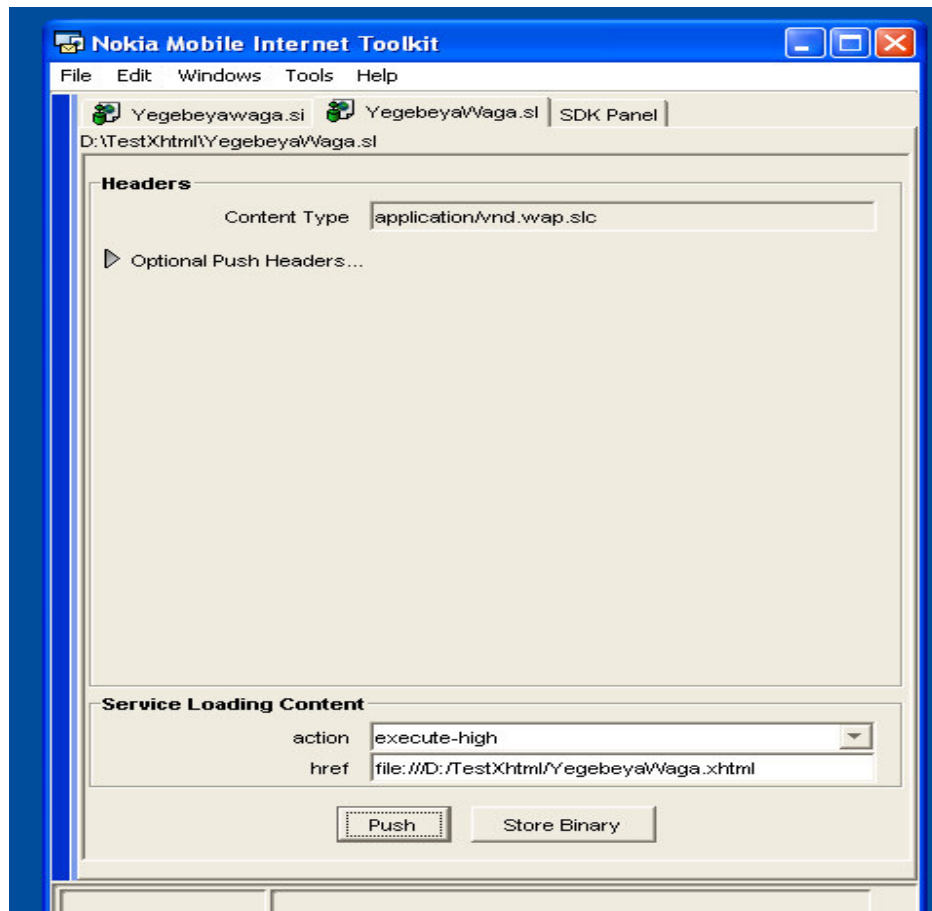 Nokia Mobile Internet Toolkit
File Edit Windows Tools Help
Yegebeyawaga.si YegebeyaWaga.sl SDK Panel
D:\TestXhtml\YegebeyaWaga.sl
Headers
Content Type application/vnd.wap.slc
Optional Push Headers...
Service Loading Content
action execute-high
href file:///D:/TestXhtml/YegebeyaWaga.xhtml
Push Store Binary